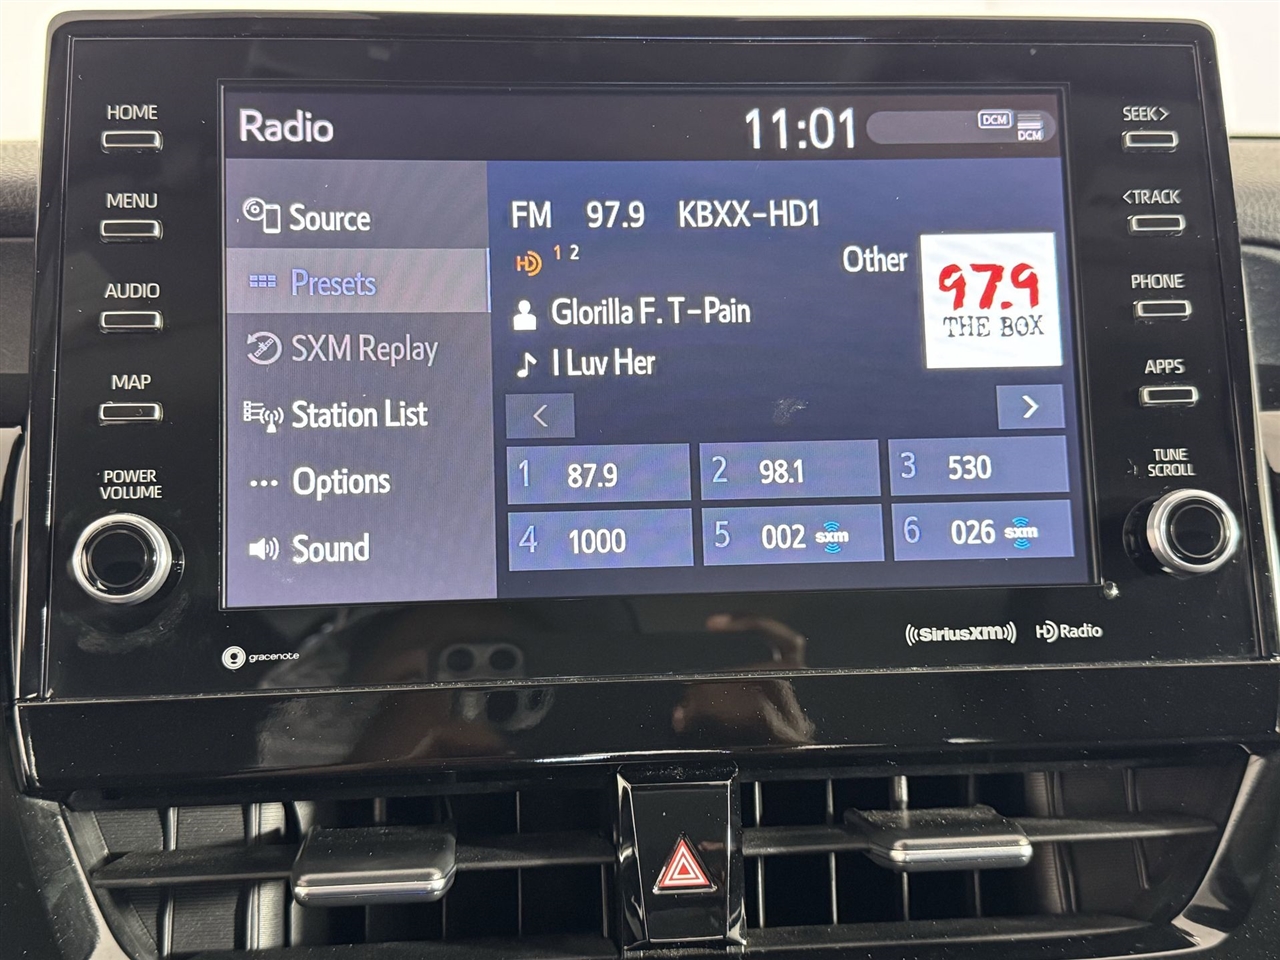 HOME
MENU
AUDIO
MAP
POWER
VOLUME
Radio
11:01
DCM
DCM
Source
Presets
SXM Replay
Station List
Options
Sound
FM 97.9 KBXX-HD1
HD 1 2
Other
Glorilla F. T-Pain
I Luv Her
97.9
THE BOX
<
>
1 87.9
2 98.1
3 530
4 1000
5 002 sxm
6 026 sxm
SEEK>
<TRACK
PHONE
APPS
TUNE
SCROLL
gracenote
((SiriusXM))
HD Radio